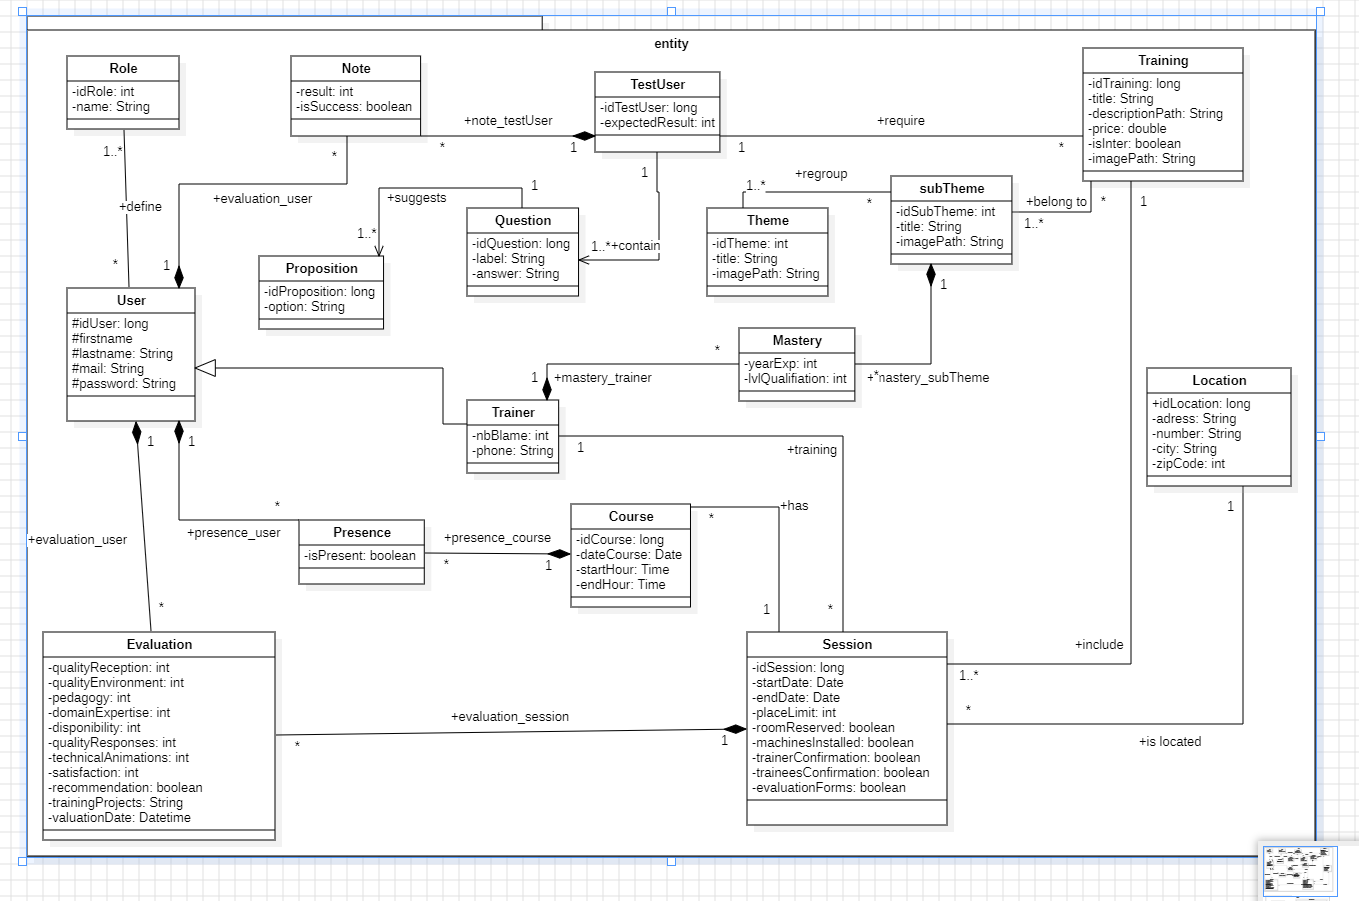 entity
Role
-idRole: int
-name: String
Note
-result: int
-isSuccess: boolean
TestUser
-idTestUser: long
-expectedResult: int
Training
-idTraining: long
-title: String
-descriptionPath: String
-price: double
-isInter: boolean
-imagePath: String
+note_testUser
*
1
+require
1
*
1..*
+define
*
*
+evaluation_user
1
+suggests
1
1..*
1
1..*
+contain
+regroup
1..*
*
+belong to
*
1..*
1
Question
-idQuestion: long
-label: String
-answer: String
Proposition
-idProposition: long
-option: String
Theme
-idTheme: int
-title: String
-imagePath: String
subTheme
-idSubTheme: int
-title: String
-imagePath: String
1
User
#idUser: long
#firstname
#lastname: String
#mail: String
#password: String
Mastery
-yearExp: int
-lvlQualifiation: int
*
1
+mastery_trainer
+*nastery_subTheme
Trainer
-nbBlame: int
-phone: String
1
+training
*
Location
+idLocation: long
-adress: String
-number: String
-city: String
-zipCode: int
1
1
1
*
+presence_user
+evaluation_user
*
Presence
-isPresent: boolean
+presence_course
*
1
Course
-idCourse: long
-dateCourse: Date
-startHour: Time
-endHour: Time
*
+has
1
+include
1..*
*
+is located
Evaluation
-qualityReception: int
-qualityEnvironment: int
-pedagogy: int
-domainExpertise: int
-disponibility: int
-qualityResponses: int
-technicalAnimations: int
-satisfaction: int
-recommendation: boolean
-trainingProjects: String
-valuationDate: Datetime
+evaluation_session
*
1
Session
-idSession: long
-startDate: Date
-endDate: Date
-placeLimit: int
-roomReserved: boolean
-machinesInstalled: boolean
-trainerConfirmation: boolean
-traineesConfirmation: boolean
-evaluationForms: boolean